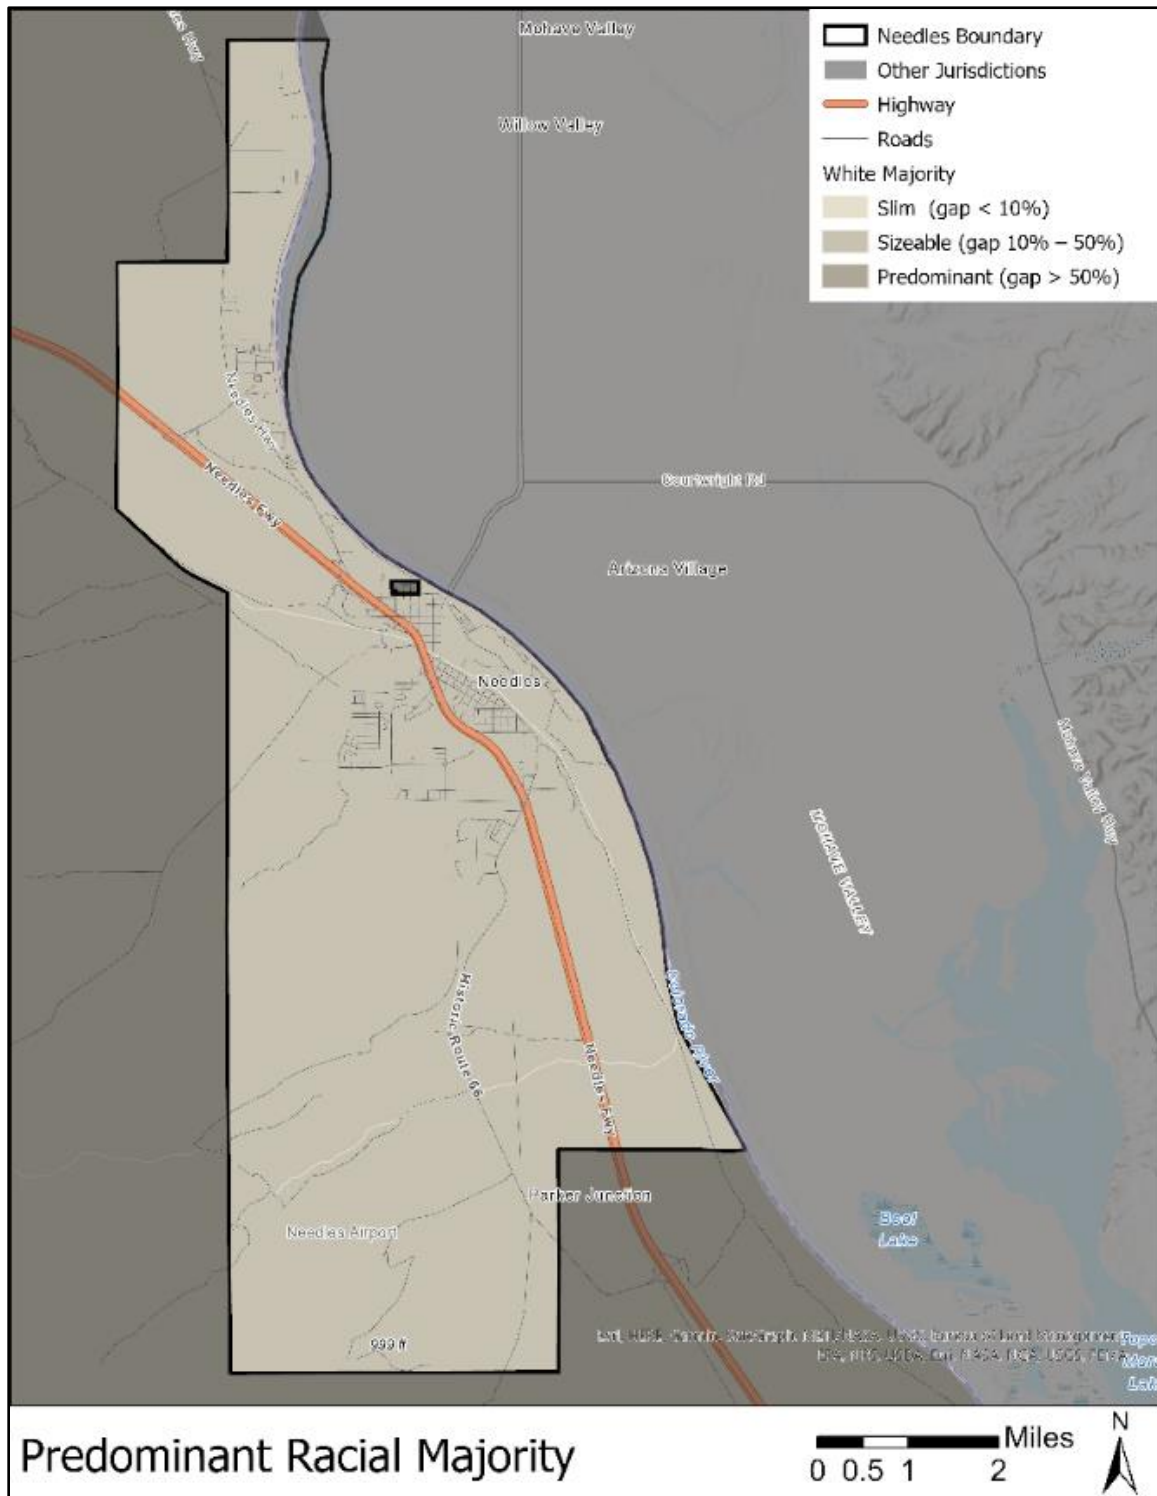 Mohave Valley
Needles Boundary
Other Jurisdictions
Highway
Willow Valley
Roads
White Majority
Slim (gap < 10%)
Sizeable (gap 10% – 50%)
Predominant (gap > 50%)
Needles Hwy
Needles Fwy
Courtwright Rd
Arizona Village
Needles
Mohave Valley Hwy
MOHAVE VALLEY
Colorado River
Historic Route 66
Needles Fwy
Parker Junction
Beal
Lake
Needles Airport
999 ft
Predominant Racial Majority
Miles
0 0.5 1 2
N